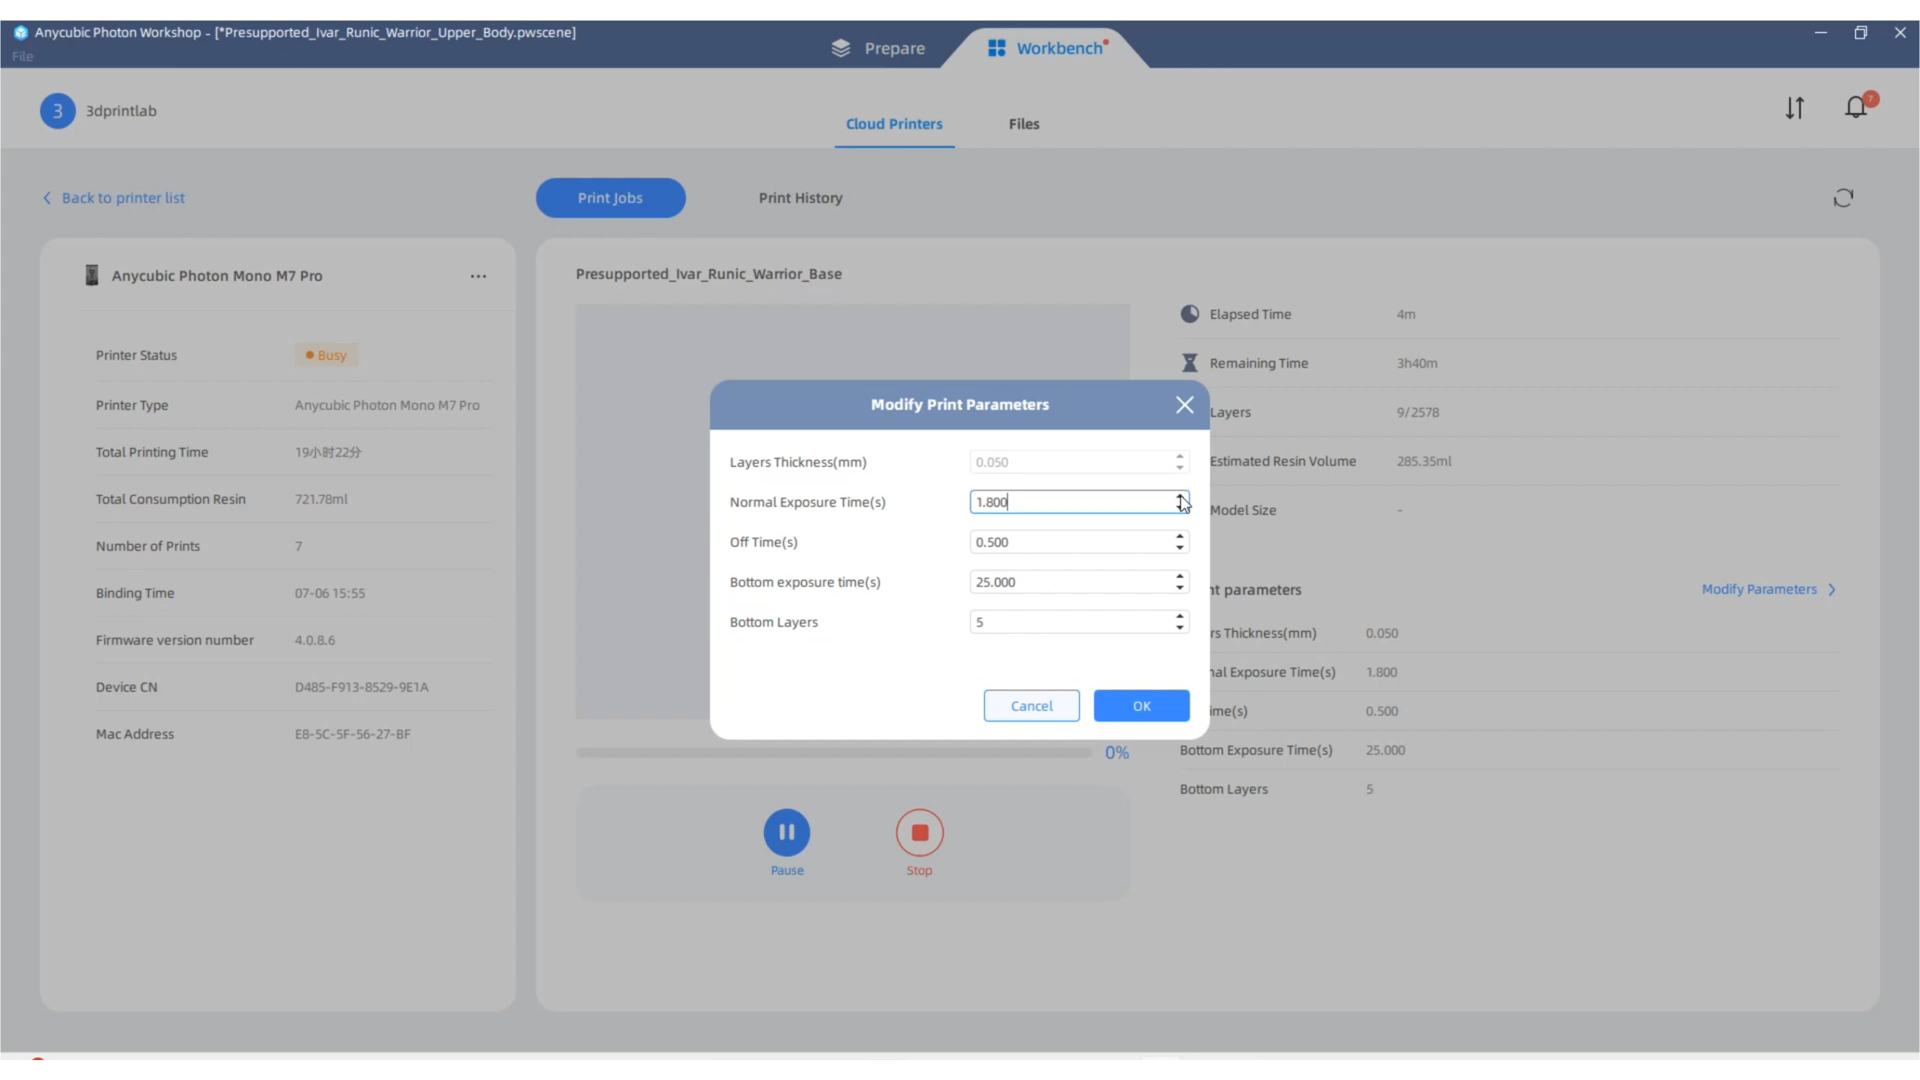 Anycubic Photon Workshop - [*Presupported_Ivar_Runic_Warrior_Upper_Body.pwscene]
File
Prepare
Workbench
3
3dprintlab
Cloud Printers
Files
7
Back to printer list
Print Jobs
Print History
Anycubic Photon Mono M7 Pro
Printer Status
Busy
Printer Type
Anycubic Photon Mono M7 Pro
Total Printing Time
19小时22分
Total Consumption Resin
721.78ml
Number of Prints
7
Binding Time
07-06 15:55
Firmware version number
4.0.8.6
Device CN
D485-F913-8529-9E1A
Mac Address
E8-5C-5F-56-27-BF
Presupported_Ivar_Runic_Warrior_Base
Elapsed Time
4m
Remaining Time
3h40m
Layers
9/2578
Estimated Resin Volume
285.35ml
Model Size
-
nt parameters
Modify Parameters
rs Thickness(mm)
0.050
nal Exposure Time(s)
1.800
ime(s)
0.500
Bottom Exposure Time(s)
25.000
Bottom Layers
5
Modify Print Parameters
Layers Thickness(mm)
0.050
Normal Exposure Time(s)
1.800
Off Time(s)
0.500
Bottom exposure time(s)
25.000
Bottom Layers
5
Cancel
OK
0%
Pause
Stop